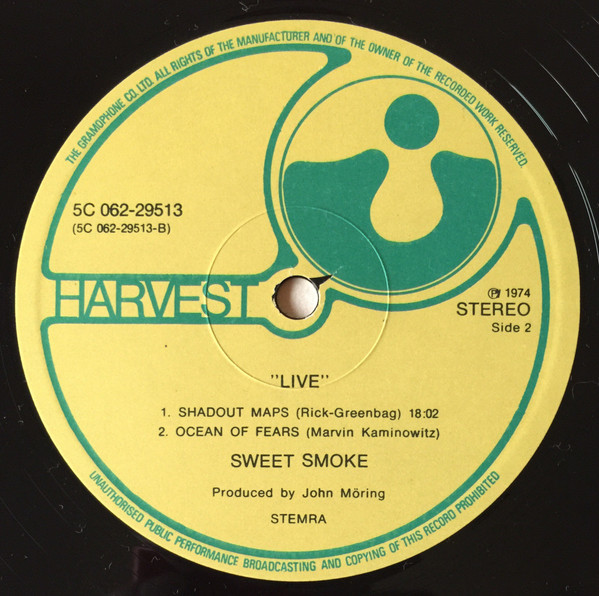 THE GRAMOPHONE CO. LTD. ALL RIGHTS OF THE MANUFACTURER AND OF THE OWNER OF THE RECORDED WORK RESERVED.
5C 062-29513
(5C 062-29513-B)
HARVEST
Ⓟ 1974
STEREO
Side 2
"LIVE"
1. SHADOUT MAPS (Rick-Greenbag) 18:02
2. OCEAN OF FEARS (Marvin Kaminowitz)
SWEET SMOKE
Produced by John Möring
STEMRA
UNAUTHORISED PUBLIC PERFORMANCE BROADCASTING AND COPYING OF THIS RECORD PROHIBITED